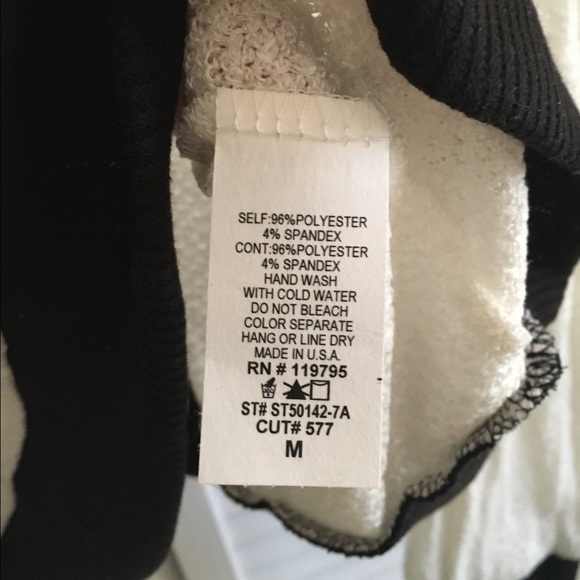 SELF:96%POLYESTER
4% SPANDEX
CONT:96%POLYESTER
4% SPANDEX
HAND WASH
WITH COLD WATER
DO NOT BLEACH
COLOR SEPARATE
HANG OR LINE DRY
MADE IN U.S.A.
RN # 119795
ST# ST50142-7A
CUT# 577
M